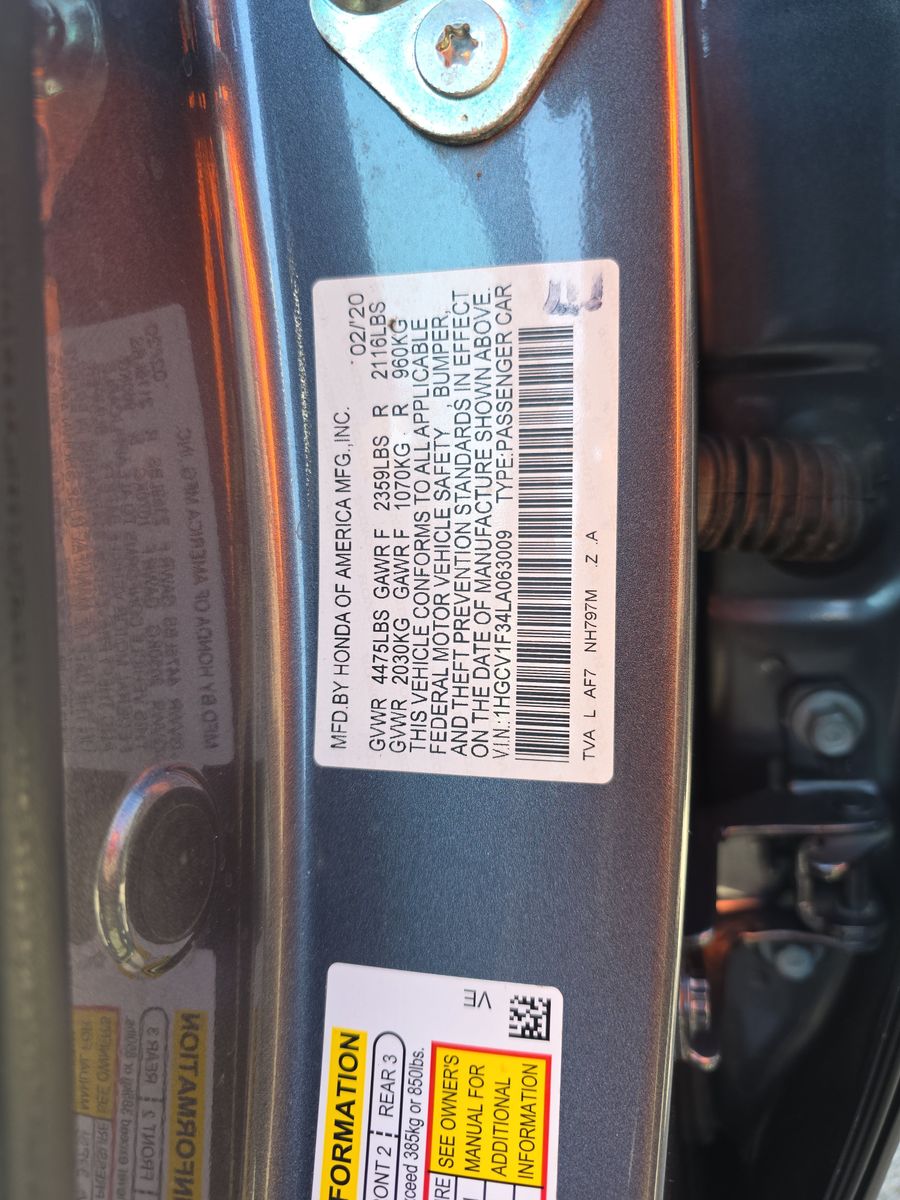 MFD.BY HONDA OF AMERICA MFG.,INC. 02/'20
GVWR 4475LBS GAWR F 2359LBS R 2116LBS
GVWR 2030KG GAWR F 1070KG R 960KG
THIS VEHICLE CONFORMS TO ALL APPLICABLE
FEDERAL MOTOR VEHICLE SAFETY , BUMPER,
AND THEFT PREVENTION STANDARDS IN EFFECT
ON THE DATE OF MANUFACTURE SHOWN ABOVE.
V.I.N.:1HGCV1F34LA063009 TYPE:PASSENGER CAR
TVA L AF7 NH797M .Z .A
VE
FORMATION
ONT 2 REAR 3
xceed 385kg or 850lbs.
RE SEE OWNER'S
MANUAL FOR
ADDITIONAL
INFORMATION